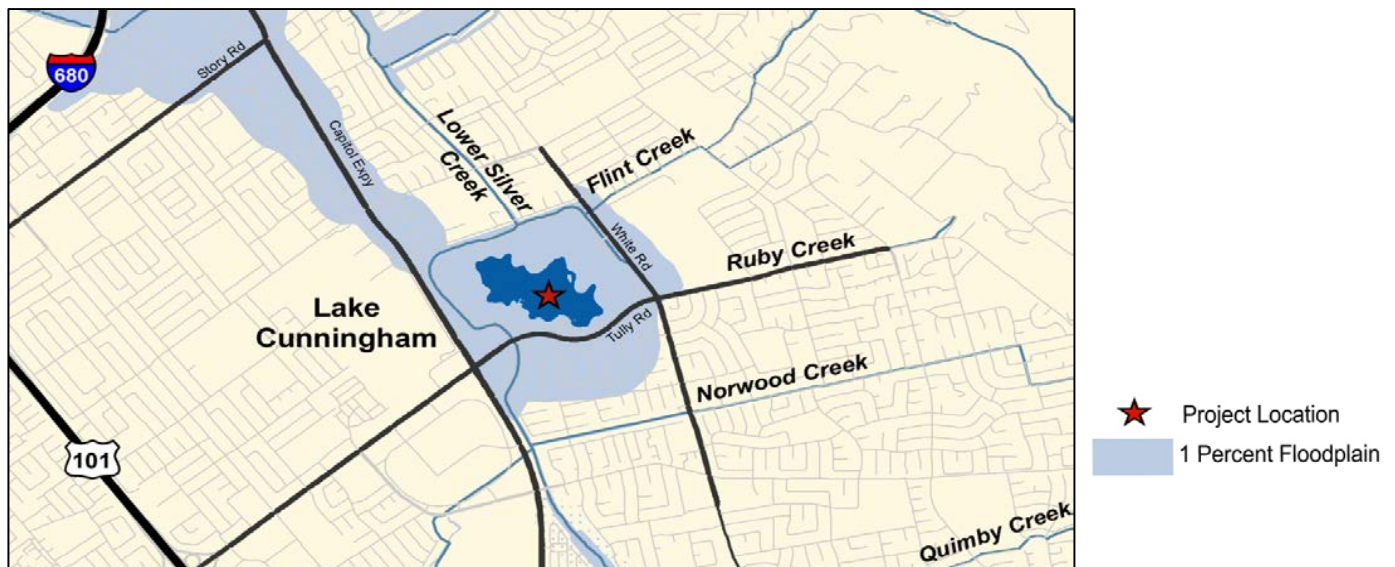 680
Story Rd
Capitol Expy
Lower Silver
Creek
Flint Creek
White Rd
Ruby Creek
Lake
Cunningham
Tully Rd
Norwood Creek
101
Quimby Creek
Project Location
1 Percent Floodplain